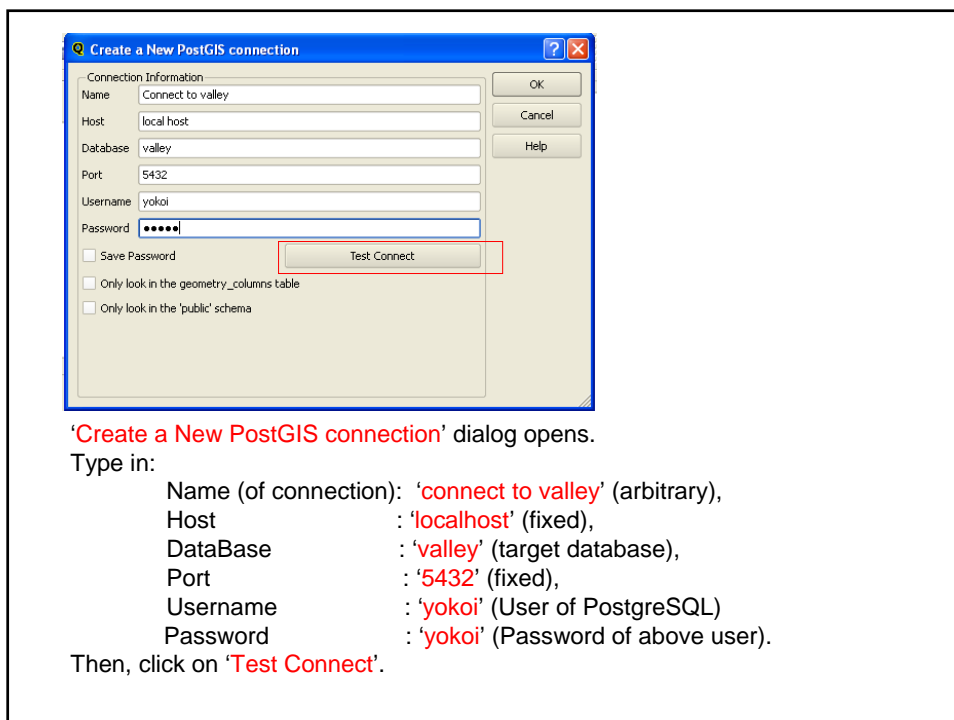 Create a New PostGIS connection
Connection Information
Name Connect to valley
OK
Host local host
Cancel
Database valley
Help
Port 5432
Username yokoi
Password •••••
Save Password Test Connect
Only look in the geometry_columns table
Only look in the 'public' schema
‘Create a New PostGIS connection’ dialog opens.
Type in:
Name (of connection): ‘connect to valley’ (arbitrary),
Host : ‘localhost’ (fixed),
DataBase : ‘valley’ (target database),
Port : ‘5432’ (fixed),
Username : ‘yokoi’ (User of PostgreSQL)
Password : ‘yokoi’ (Password of above user).
Then, click on ‘Test Connect’.